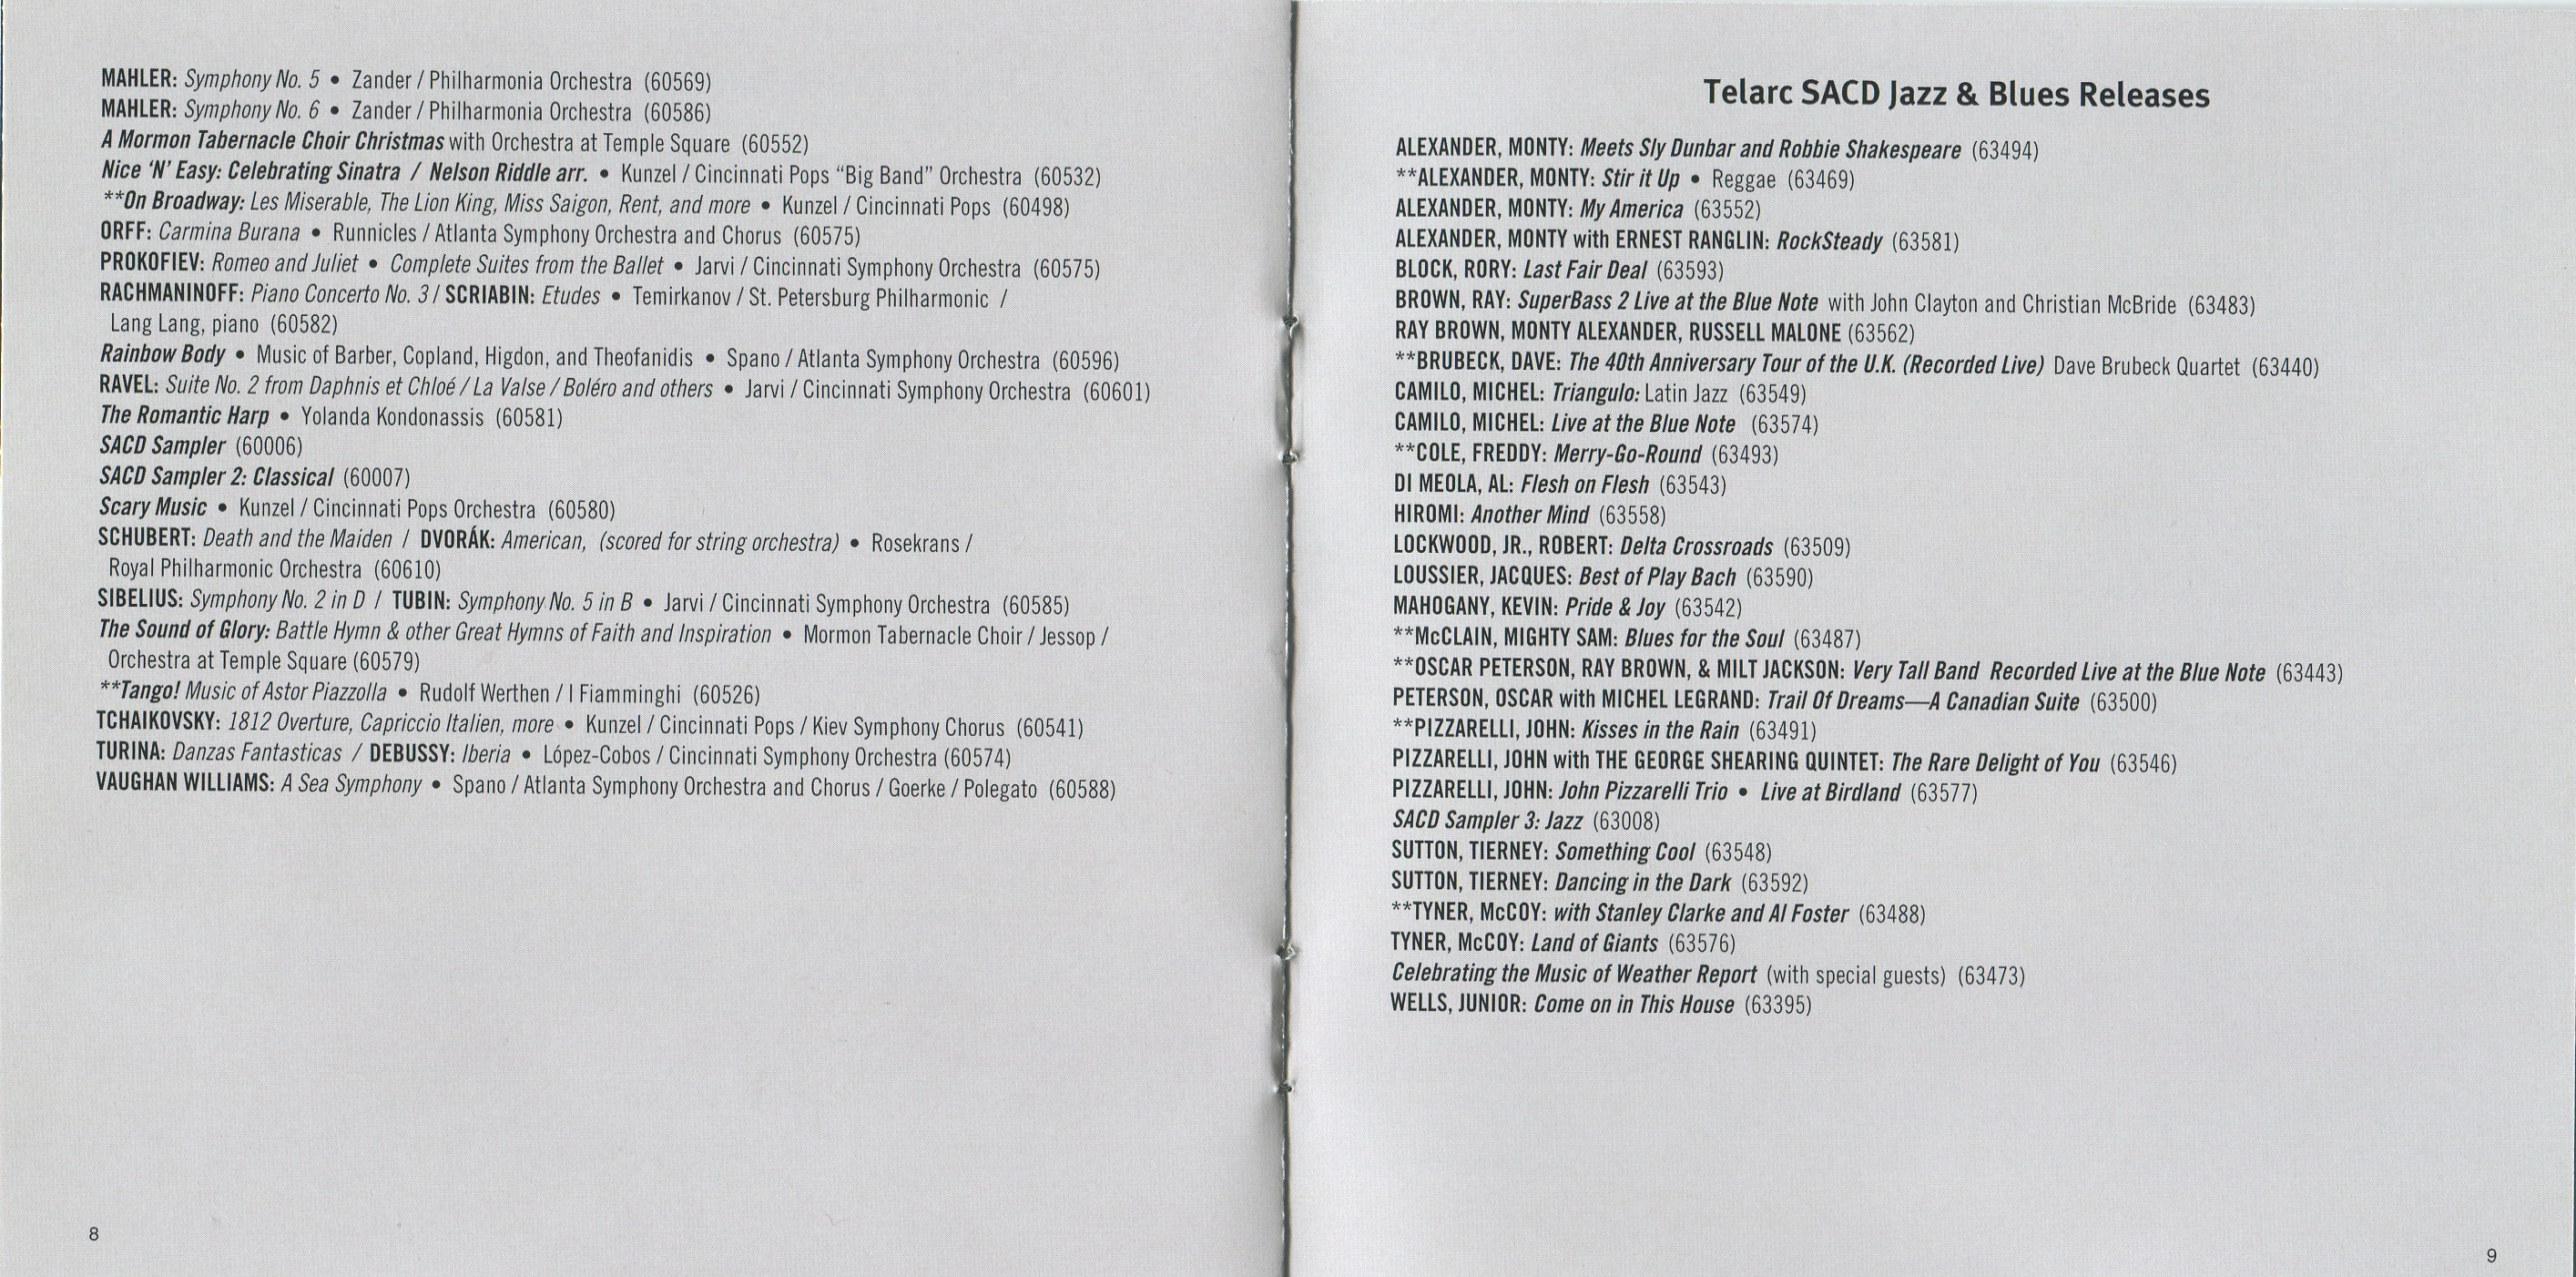 MAHLER: Symphony No. 5 • Zander / Philharmonia Orchestra (60569)
MAHLER: Symphony No. 6 • Zander / Philharmonia Orchestra (60586)
A Mormon Tabernacle Choir Christmas with Orchestra at Temple Square (60552)
Nice ‘N’ Easy: Celebrating Sinatra / Nelson Riddle arr. • Kunzel / Cincinnati Pops “Big Band” Orchestra (60532)
**On Broadway: Les Miserable, The Lion King, Miss Saigon, Rent, and more • Kunzel / Cincinnati Pops (60498)
ORFF: Carmina Burana • Runnicles / Atlanta Symphony Orchestra and Chorus (60575)
PROKOFIEV: Romeo and Juliet • Complete Suites from the Ballet • Jarvi / Cincinnati Symphony Orchestra (60575)
RACHMANINOFF: Piano Concerto No. 3 / SCRIABIN: Etudes • Temirkanov / St. Petersburg Philharmonic /
Lang Lang, piano (60582)
Rainbow Body • Music of Barber, Copland, Higdon, and Theofanidis • Spano / Atlanta Symphony Orchestra (60596)
RAVEL: Suite No. 2 from Daphnis et Chloé / La Valse / Boléro and others • Jarvi / Cincinnati Symphony Orchestra (60601)
The Romantic Harp • Yolanda Kondonassis (60581)
SACD Sampler (60006)
SACD Sampler 2: Classical (60007)
Scary Music • Kunzel / Cincinnati Pops Orchestra (60580)
SCHUBERT: Death and the Maiden / DVORÁK: American, (scored for string orchestra) • Rosekrans /
Royal Philharmonic Orchestra (60610)
SIBELIUS: Symphony No. 2 in D / TUBIN: Symphony No. 5 in B • Jarvi / Cincinnati Symphony Orchestra (60585)
The Sound of Glory: Battle Hymn & other Great Hymns of Faith and Inspiration • Mormon Tabernacle Choir / Jessop /
Orchestra at Temple Square (60579)
**Tango! Music of Astor Piazzolla • Rudolf Werthen / I Fiamminghi (60526)
TCHAIKOVSKY: 1812 Overture, Capriccio Italien, more • Kunzel / Cincinnati Pops / Kiev Symphony Chorus (60541)
TURINA: Danzas Fantasticas / DEBUSSY: Iberia • López-Cobos / Cincinnati Symphony Orchestra (60574)
VAUGHAN WILLIAMS: A Sea Symphony • Spano / Atlanta Symphony Orchestra and Chorus / Goerke / Polegato (60588)
8
Telarc SACD Jazz & Blues Releases
ALEXANDER, MONTY: Meets Sly Dunbar and Robbie Shakespeare (63494)
**ALEXANDER, MONTY: Stir it Up • Reggae (63469)
ALEXANDER, MONTY: My America (63552)
ALEXANDER, MONTY with ERNEST RANGLIN: RockSteady (63581)
BLOCK, RORY: Last Fair Deal (63593)
BROWN, RAY: SuperBass 2 Live at the Blue Note with John Clayton and Christian McBride (63483)
RAY BROWN, MONTY ALEXANDER, RUSSELL MALONE (63562)
**BRUBECK, DAVE: The 40th Anniversary Tour of the U.K. (Recorded Live) Dave Brubeck Quartet (63440)
CAMILO, MICHEL: Triangulo: Latin Jazz (63549)
CAMILO, MICHEL: Live at the Blue Note (63574)
**COLE, FREDDY: Merry-Go-Round (63493)
DI MEOLA, AL: Flesh on Flesh (63543)
HIROMI: Another Mind (63558)
LOCKWOOD, JR., ROBERT: Delta Crossroads (63509)
LOUSSIER, JACQUES: Best of Play Bach (63590)
MAHOGANY, KEVIN: Pride & Joy (63542)
**McCLAIN, MIGHTY SAM: Blues for the Soul (63487)
**OSCAR PETERSON, RAY BROWN, & MILT JACKSON: Very Tall Band Recorded Live at the Blue Note (63443)
PETERSON, OSCAR with MICHEL LEGRAND: Trail Of Dreams—A Canadian Suite (63500)
**PIZZARELLI, JOHN: Kisses in the Rain (63491)
PIZZARELLI, JOHN with THE GEORGE SHEARING QUINTET: The Rare Delight of You (63546)
PIZZARELLI, JOHN: John Pizzarelli Trio • Live at Birdland (63577)
SACD Sampler 3: Jazz (63008)
SUTTON, TIERNEY: Something Cool (63548)
SUTTON, TIERNEY: Dancing in the Dark (63592)
**TYNER, McCOY: with Stanley Clarke and Al Foster (63488)
TYNER, McCOY: Land of Giants (63576)
Celebrating the Music of Weather Report (with special guests) (63473)
WELLS, JUNIOR: Come on in This House (63395)
9